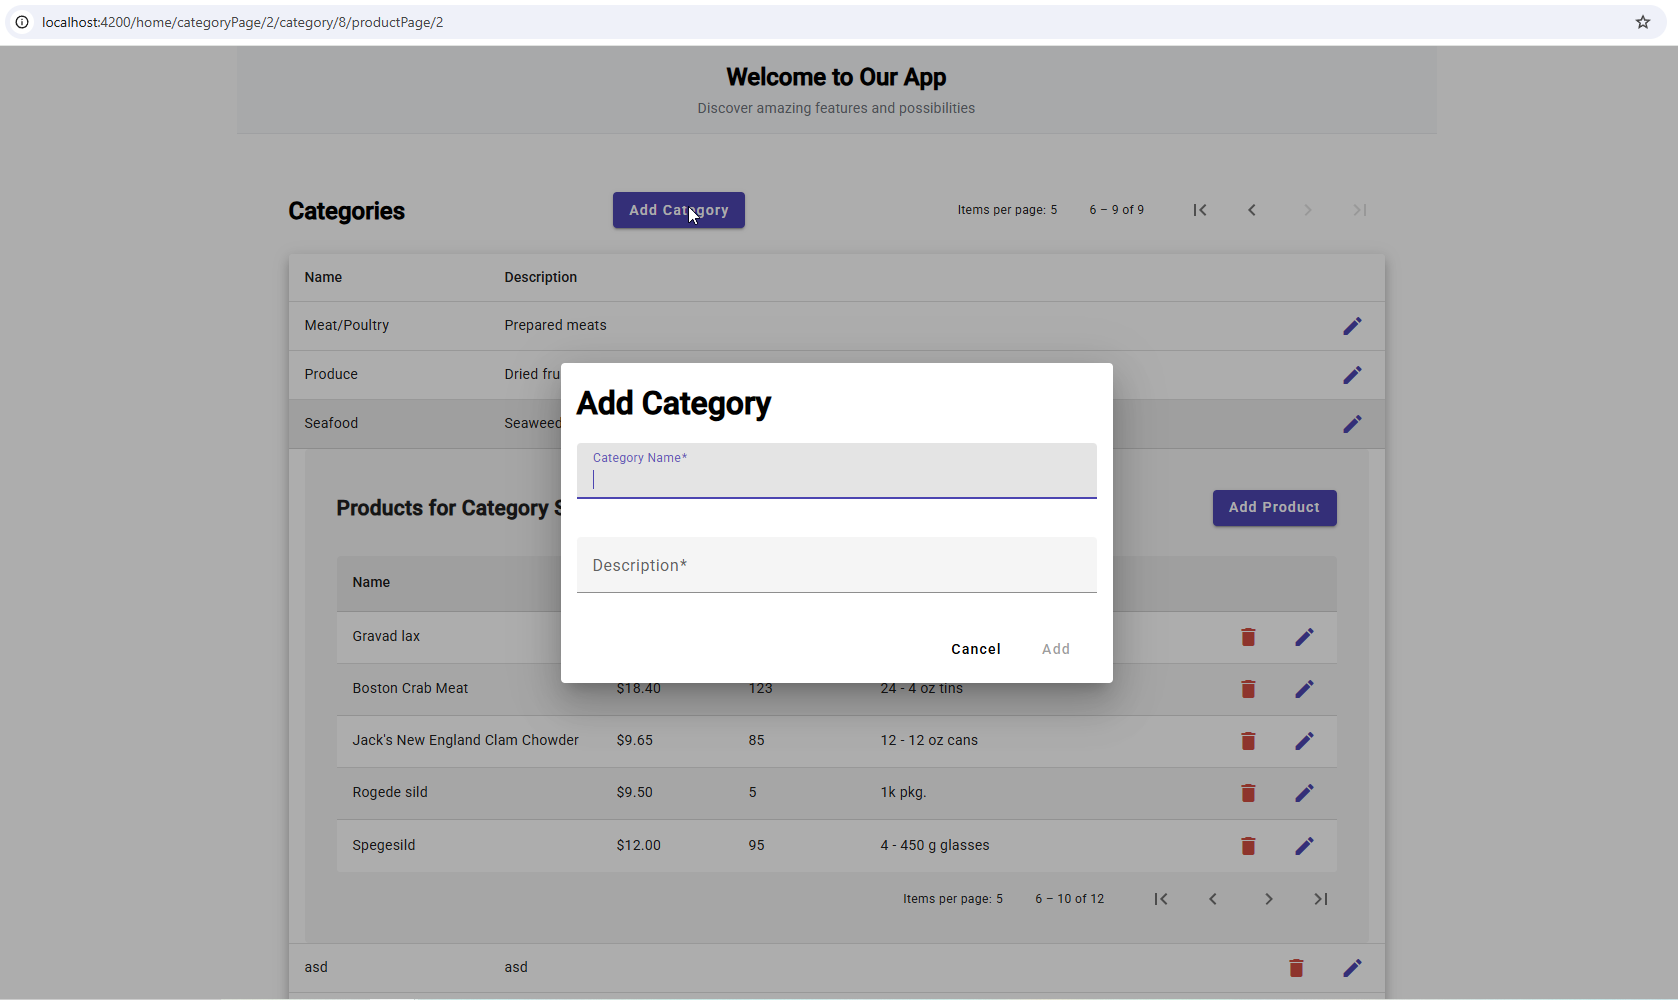 localhost:4200/home/categoryPage/2/category/8/productPage/2
Welcome to Our App
Discover amazing features and possibilities
Categories Add Category Items per page: 5 6 – 9 of 9
Name Description
Meat/Poultry Prepared meats
Produce Dried fru
Seafood Seaweed
Add Category
Category Name*
Description*
Cancel Add
Products for Category Add Product
Name
Gravad lax
Boston Crab Meat $18.40 123 24 - 4 oz tins
Jack's New England Clam Chowder $9.65 85 12 - 12 oz cans
Rogede sild $9.50 5 1k pkg.
Spegesild $12.00 95 4 - 450 g glasses
Items per page: 5 6 – 10 of 12
asd asd